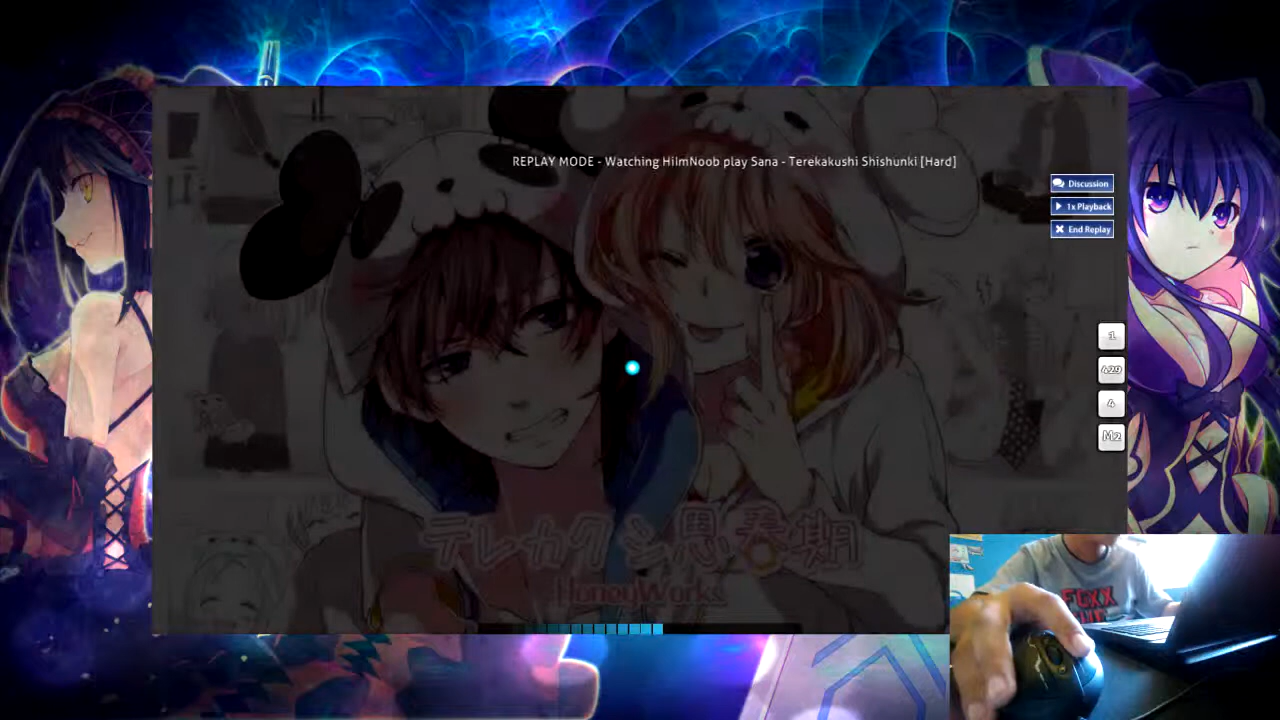 REPLAY MODE - Watching HiImNoob play Sana - Terekakushi Shishunki [Hard]
Discussion
1x Playback
End Replay
1
429
4
M2
テレカクシ思春期
HoneyWorks